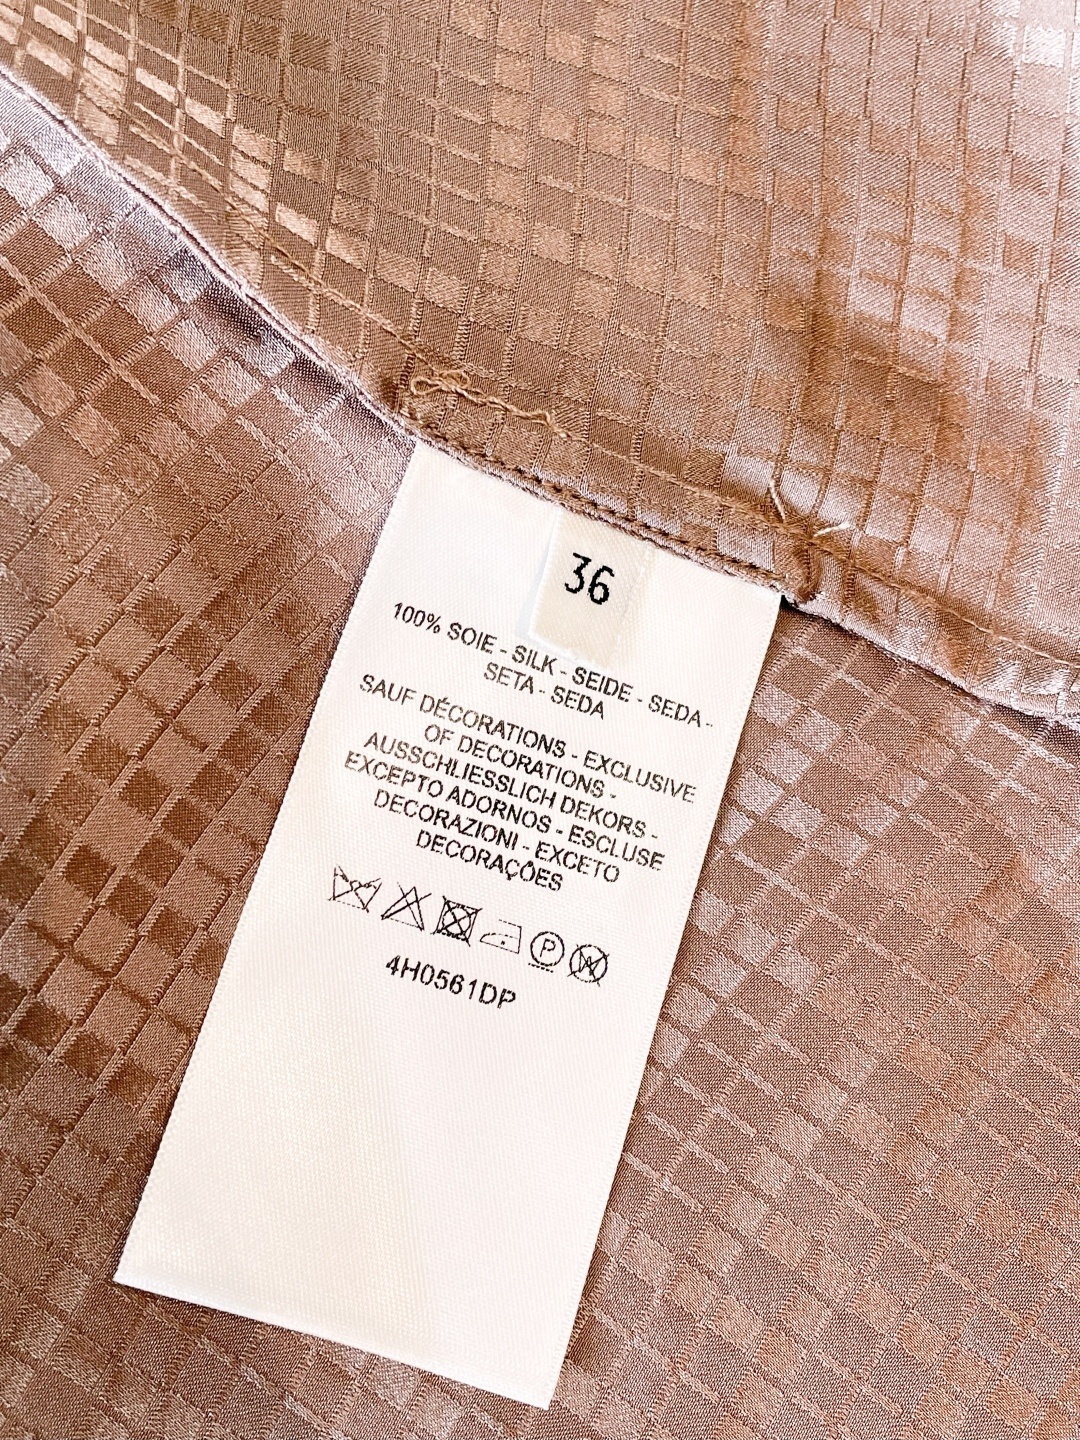 36
100% SOIE - SILK - SEIDE - SEDA -
SETA - SEDA
SAUF DÉCORATIONS - EXCLUSIVE
OF DECORATIONS -
AUSSCHLIESSLICH DEKORS -
EXCEPTO ADORNOS - ESCLUSE
DECORAZIONI - EXCETO
DECORAÇÕES
P W
4H0561DP